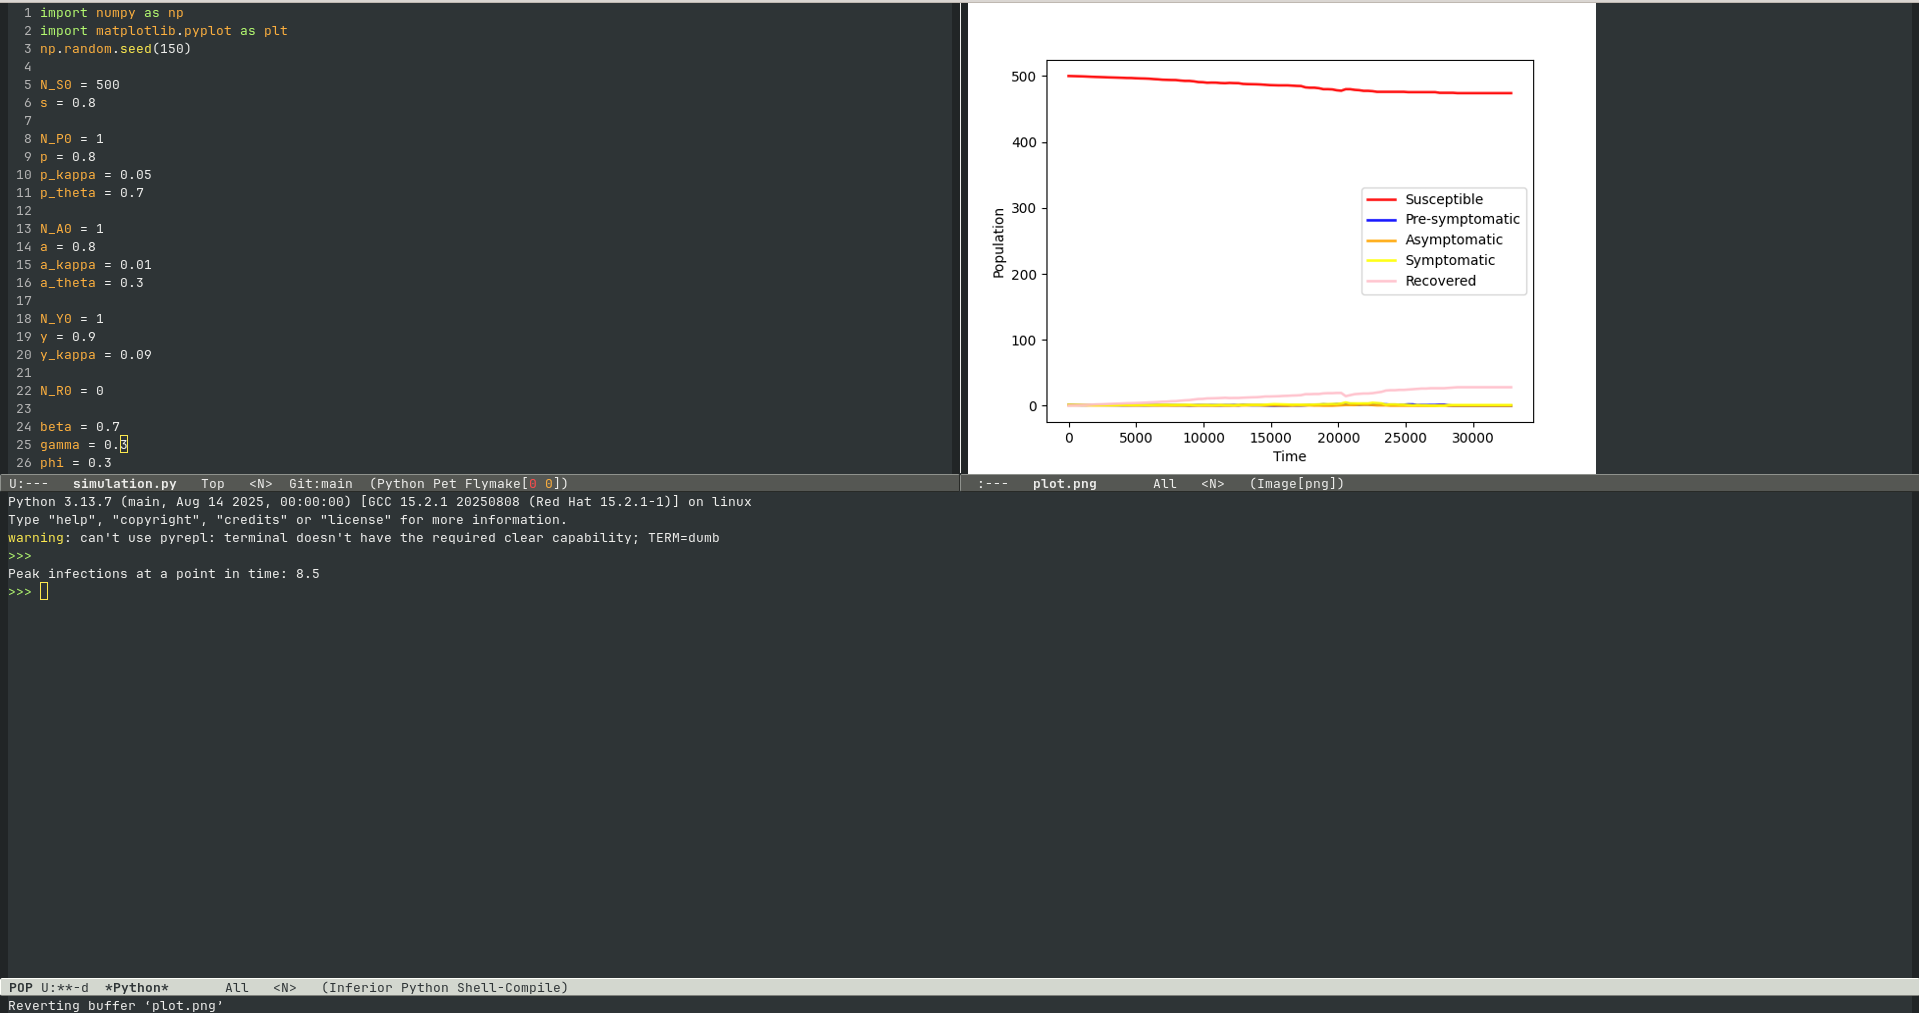 1 import numpy as np
2 import matplotlib.pyplot as plt
3 np.random.seed(150)
4
5 N_S0 = 500
6 s = 0.8
7
8 N_P0 = 1
9 p = 0.8
10 p_kappa = 0.05
11 p_theta = 0.7
12
13 N_A0 = 1
14 a = 0.8
15 a_kappa = 0.01
16 a_theta = 0.3
17
18 N_Y0 = 1
19 y = 0.9
20 y_kappa = 0.09
21
22 N_R0 = 0
23
24 beta = 0.7
25 gamma = 0.3
26 phi = 0.3
U:--- simulation.py Top <N> Git:main (Python Pet Flymake[0 0])
500
400
300
200
100
0
Population
Susceptible
Pre-symptomatic
Asymptomatic
Symptomatic
Recovered
0 5000 10000 15000 20000 25000 30000
Time
:--- plot.png All <N> (Image[png])
Python 3.13.7 (main, Aug 14 2025, 00:00:00) [GCC 15.2.1 20250808 (Red Hat 15.2.1-1)] on linux
Type "help", "copyright", "credits" or "license" for more information.
warning: can't use pyrepl: terminal doesn't have the required clear capability; TERM=dumb
>>>
Peak infections at a point in time: 8.5
>>>
POP U:**-d *Python* All <N> (Inferior Python Shell-Compile)
Reverting buffer ‘plot.png’